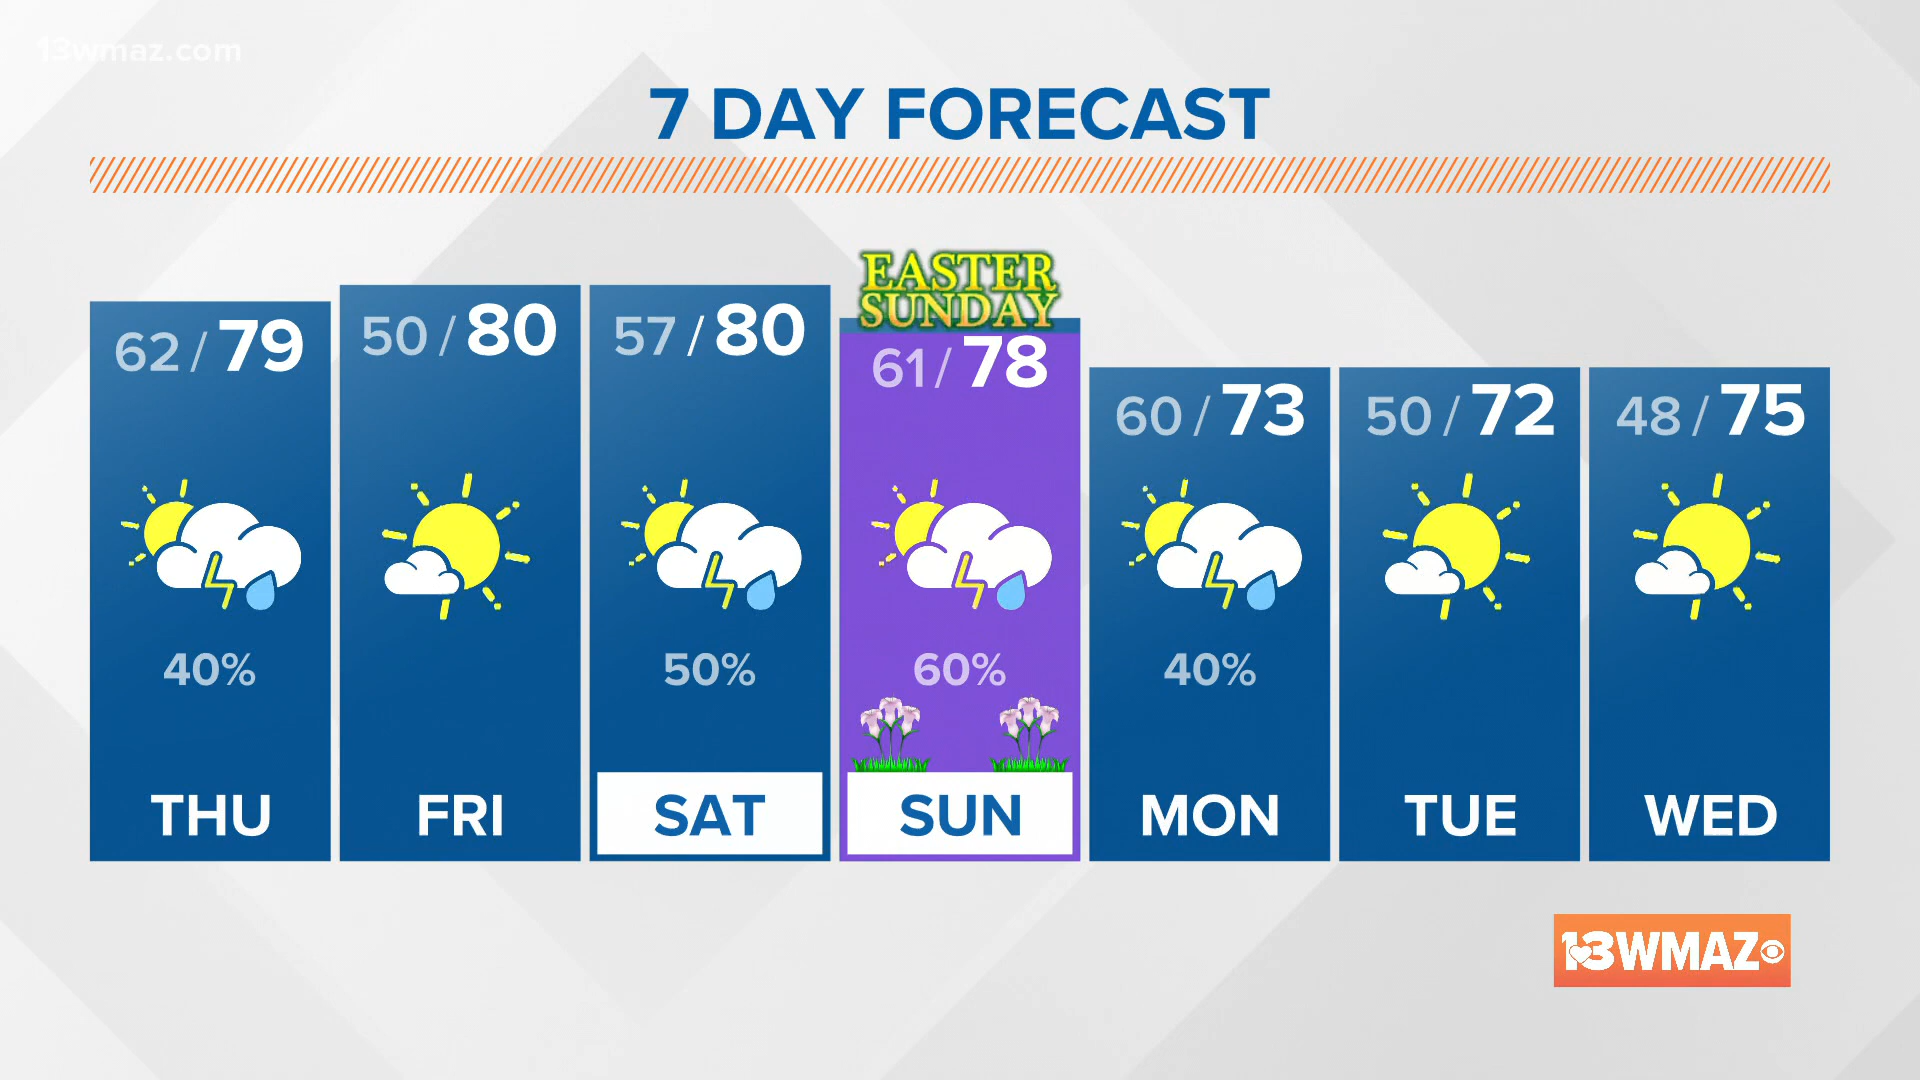 13wmaz.com
7 DAY FORECAST
EASTER
SUNDAY
62/79
50/80
57/80
61/78
60/73
50/72
48/75
40%
50%
60%
40%
THU
FRI
SAT
SUN
MON
TUE
WED
13WMAZ